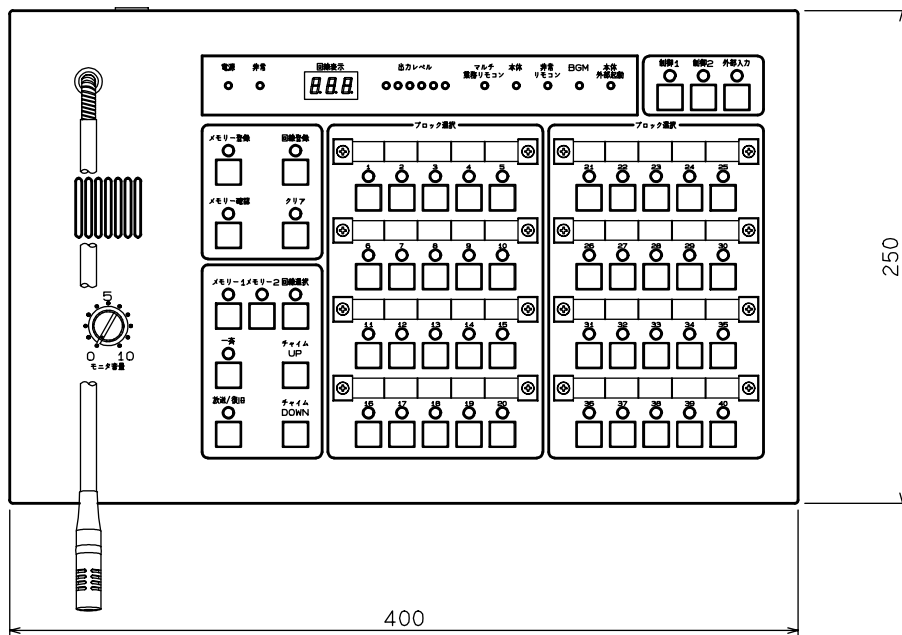 電源 非常 回線表示 出力レベル マルチ業務リモコン 本体 非常リモコン BGM 本体外部起動
8.8.8.
制御1 制御2 外部入力
ブロック選択 ブロック選択
メモリー登録 回線登録
メモリー確認 クリア
メモリー1 メモリー2 回線選択
一斉 チャイム UP
放送/復旧 チャイム DOWN
1 2 3 4 5
6 7 8 9 10
11 12 13 14 15
16 17 18 19 20
21 22 23 24 25
26 27 28 29 30
31 32 33 34 35
36 37 38 39 40
5
0 10
モニタ音量
250
400